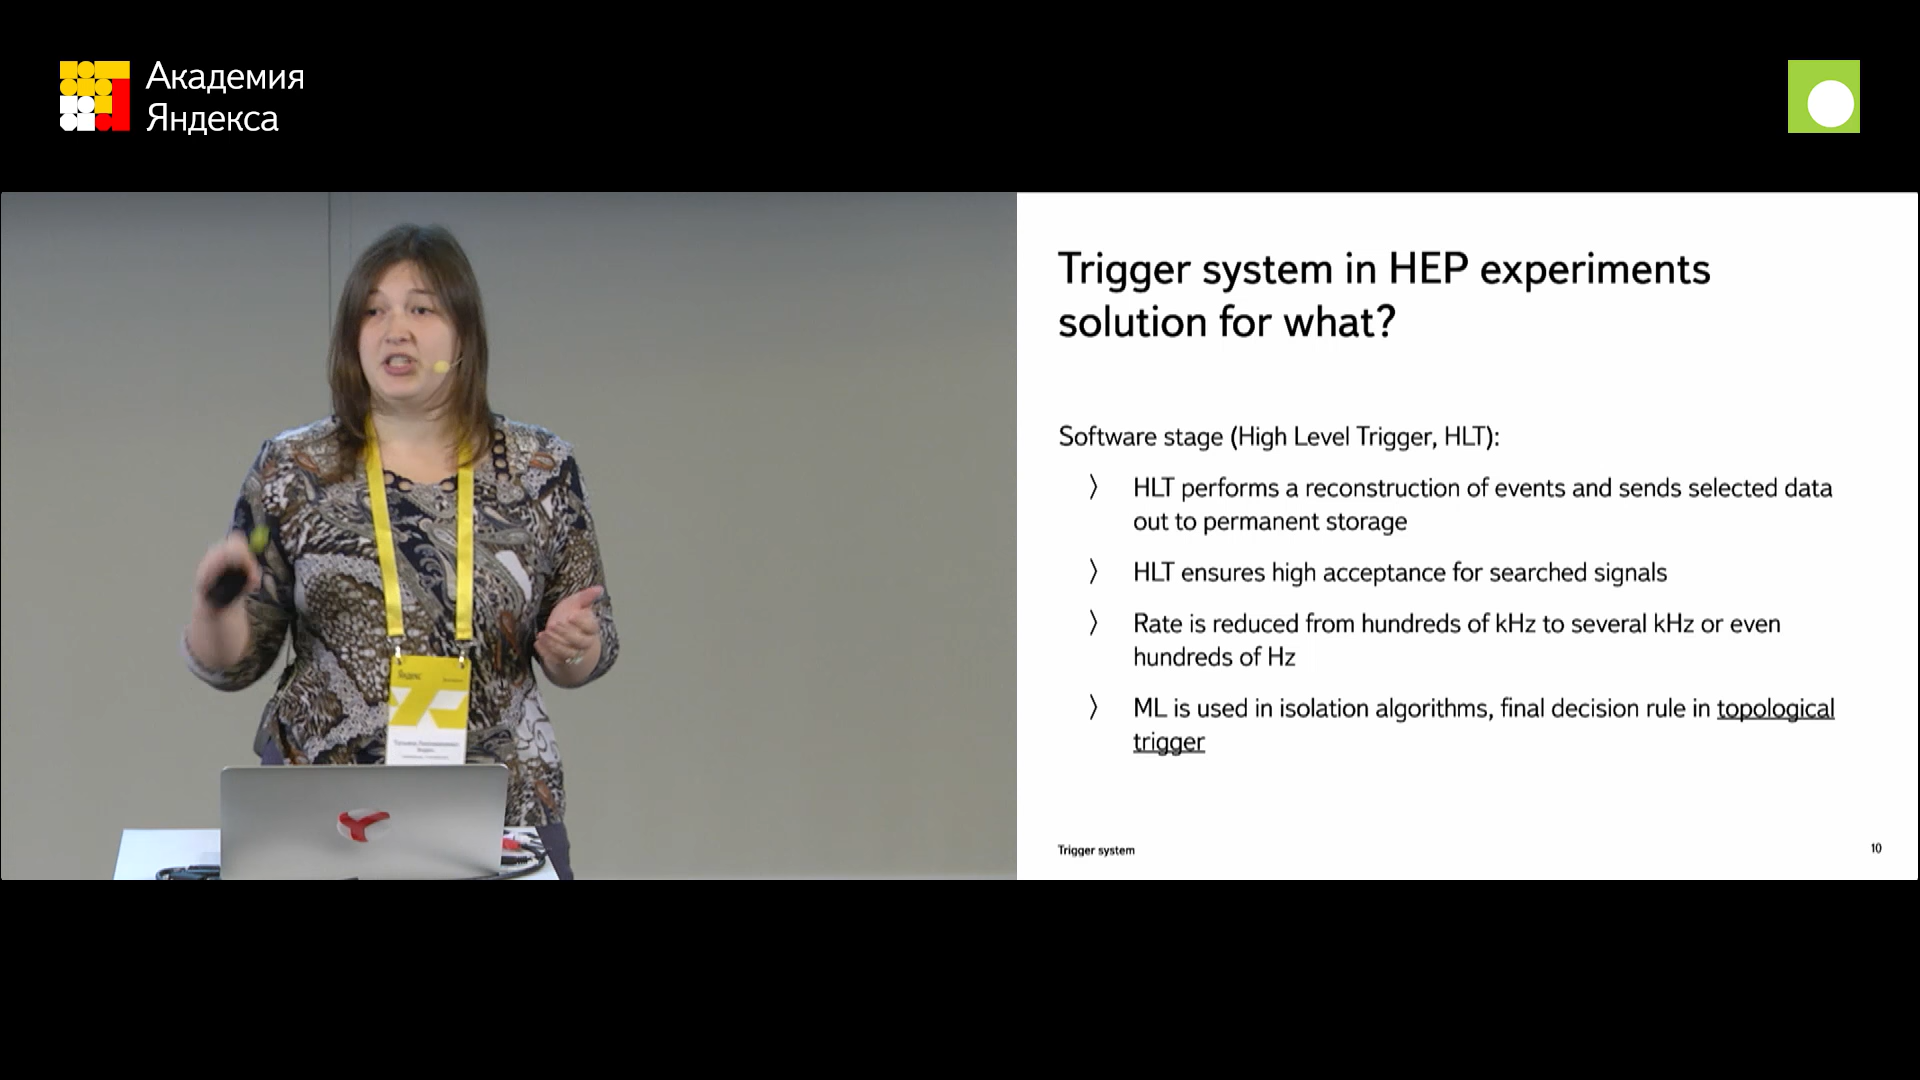 Академия
Яндекса
Trigger system in HEP experiments
solution for what?
Software stage (High Level Trigger, HLT):
〉 HLT performs a reconstruction of events and sends selected data
out to permanent storage
〉 HLT ensures high acceptance for searched signals
〉 Rate is reduced from hundreds of kHz to several kHz or even
hundreds of Hz
〉 ML is used in isolation algorithms, final decision rule in topological
trigger
Trigger system
10
Яндекс